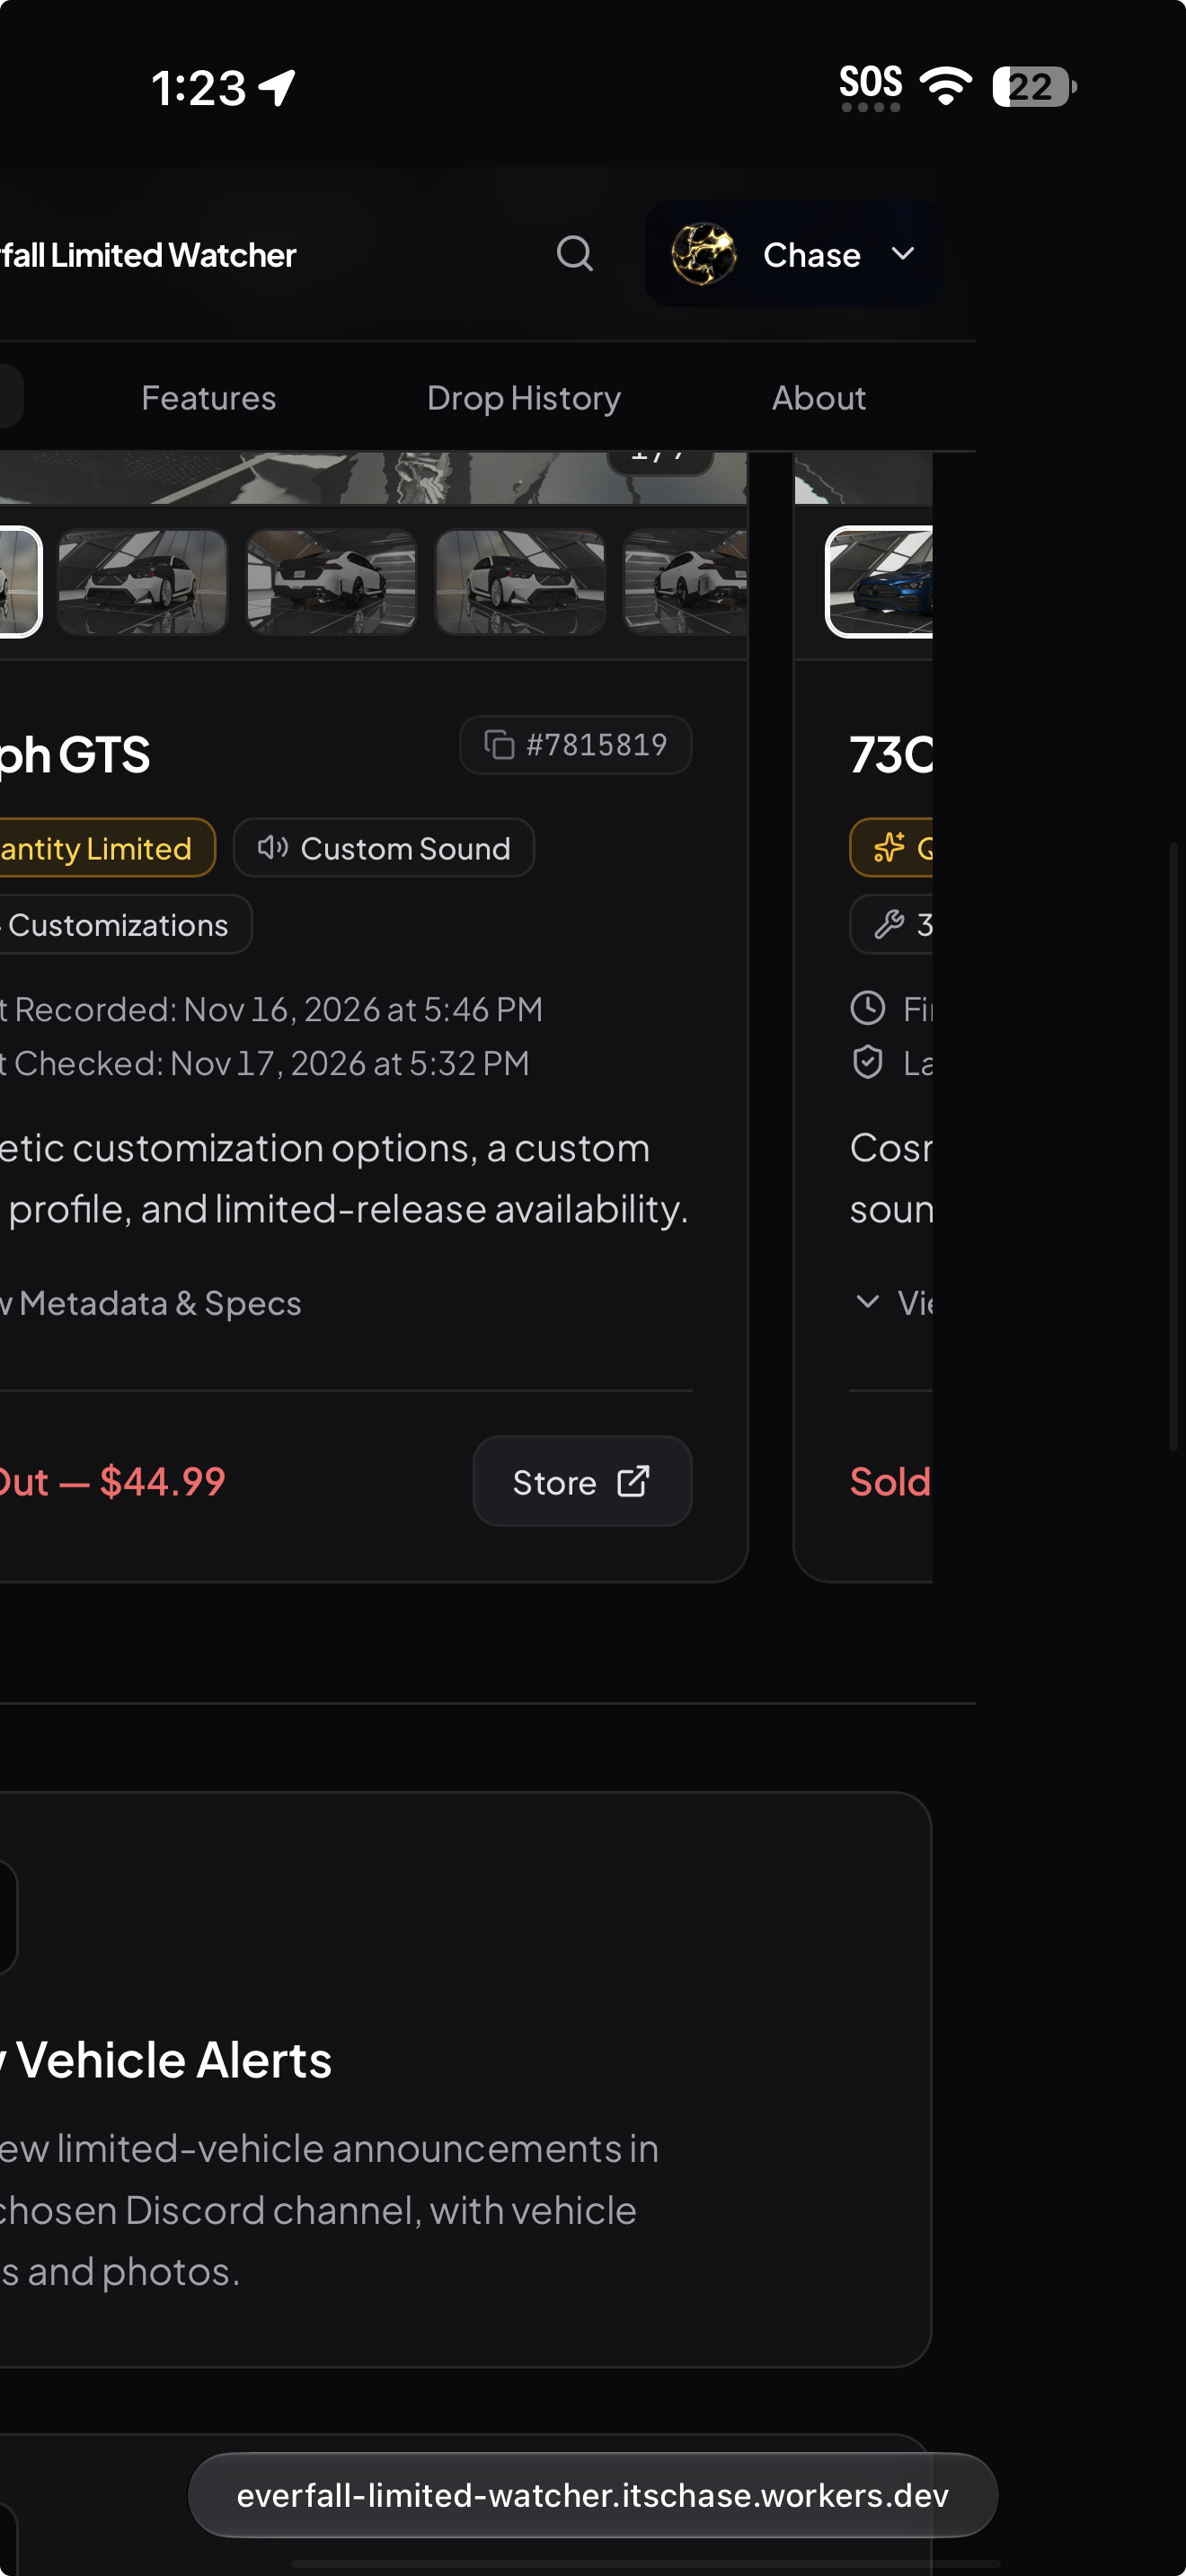 1:23
SOS
22
rfall Limited Watcher
Chase
Features
Drop History
About
ph GTS
#7815819
73C
antity Limited
Custom Sound
Customizations
3
t Recorded: Nov 16, 2026 at 5:46 PM
Fir
t Checked: Nov 17, 2026 at 5:32 PM
La
etic customization options, a custom
profile, and limited-release availability.
Cosr
soun
w Metadata & Specs
Vie
Out — $44.99
Store
Sold
y Vehicle Alerts
ew limited-vehicle announcements in
chosen Discord channel, with vehicle
s and photos.
everfall-limited-watcher.itschase.workers.dev